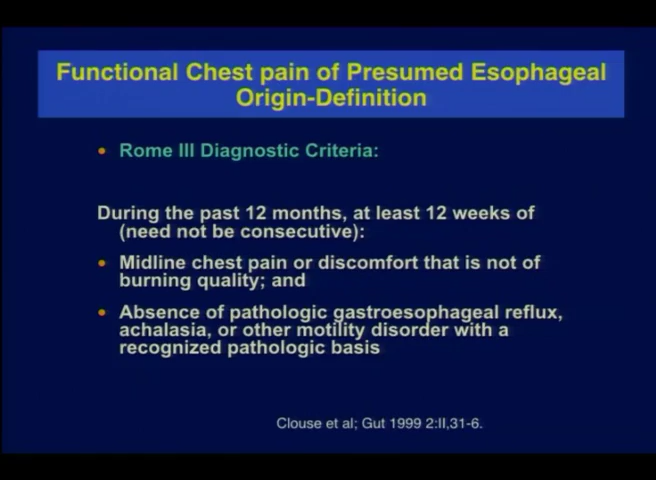 Functional Chest pain of Presumed Esophageal
Origin-Definition
• Rome III Diagnostic Criteria:
During the past 12 months, at least 12 weeks of
(need not be consecutive):
• Midline chest pain or discomfort that is not of
burning quality; and
• Absence of pathologic gastroesophageal reflux,
achalasia, or other motility disorder with a
recognized pathologic basis
Clouse et al; Gut 1999 2:II,31-6.